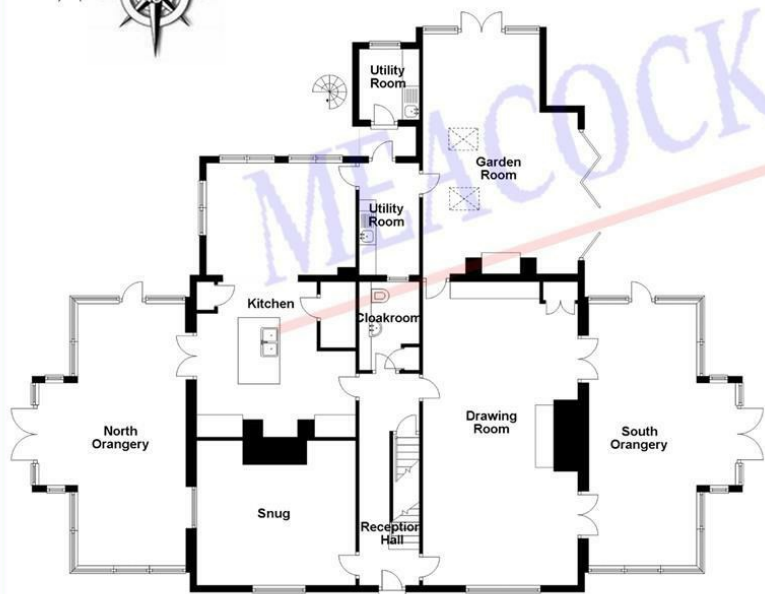 Utility
Room
MEACOCK
Garden
Room
Utility
Room
Kitchen
Cloakroom
North
Orangery
Drawing
Room
South
Orangery
Snug
Reception
Hall